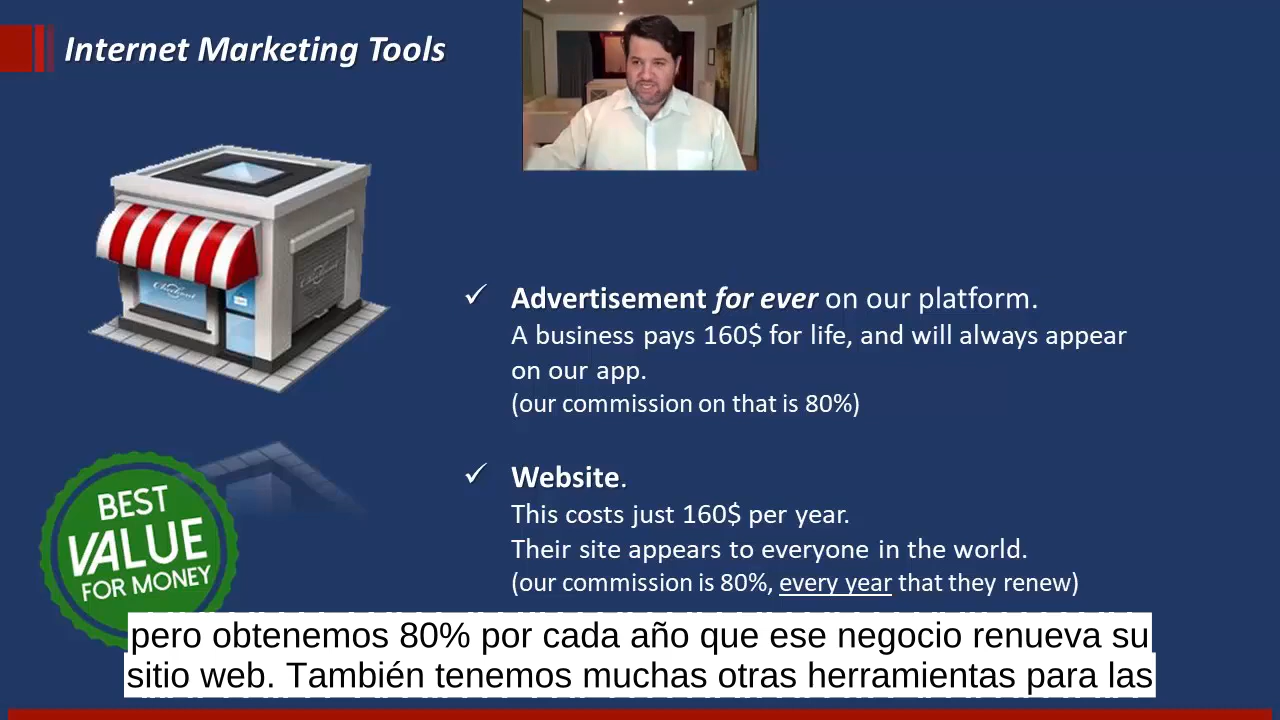 Internet Marketing Tools
✓ Advertisement for ever on our platform.
A business pays 160$ for life, and will always appear
on our app.
(our commission on that is 80%)
✓ Website.
This costs just 160$ per year.
Their site appears to everyone in the world.
(our commission is 80%, every year that they renew)
BEST
VALUE
FOR MONEY
pero obtenemos 80% por cada año que ese negocio renueva su
sitio web. También tenemos muchas otras herramientas para las